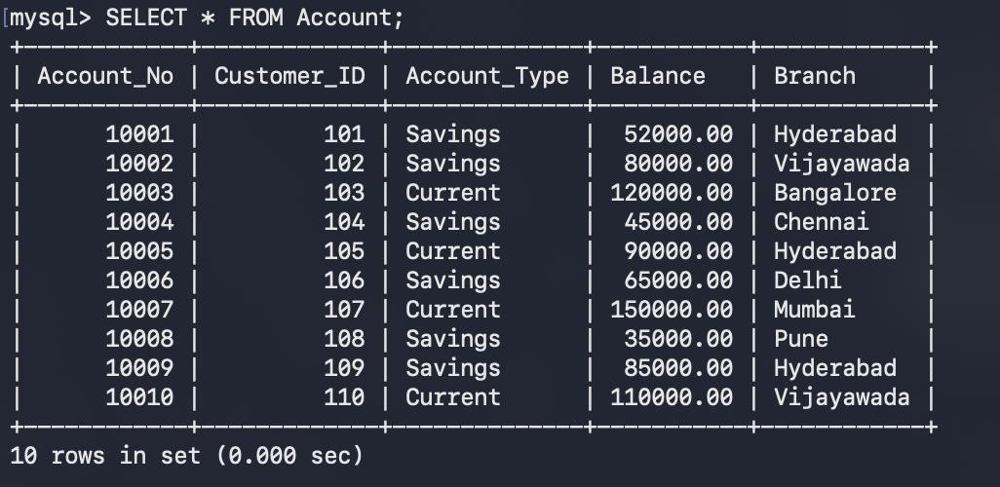 [mysql> SELECT * FROM Account;
+------------+-------------+--------------+-----------+------------+
| Account_No | Customer_ID | Account_Type | Balance   | Branch     |
+------------+-------------+--------------+-----------+------------+
|      10001 |         101 | Savings      |  52000.00 | Hyderabad  |
|      10002 |         102 | Savings      |  80000.00 | Vijayawada |
|      10003 |         103 | Current      | 120000.00 | Bangalore  |
|      10004 |         104 | Savings      |  45000.00 | Chennai    |
|      10005 |         105 | Current      |  90000.00 | Hyderabad  |
|      10006 |         106 | Savings      |  65000.00 | Delhi      |
|      10007 |         107 | Current      | 150000.00 | Mumbai     |
|      10008 |         108 | Savings      |  35000.00 | Pune       |
|      10009 |         109 | Savings      |  85000.00 | Hyderabad  |
|      10010 |         110 | Current      | 110000.00 | Vijayawada |
+------------+-------------+--------------+-----------+------------+
10 rows in set (0.000 sec)